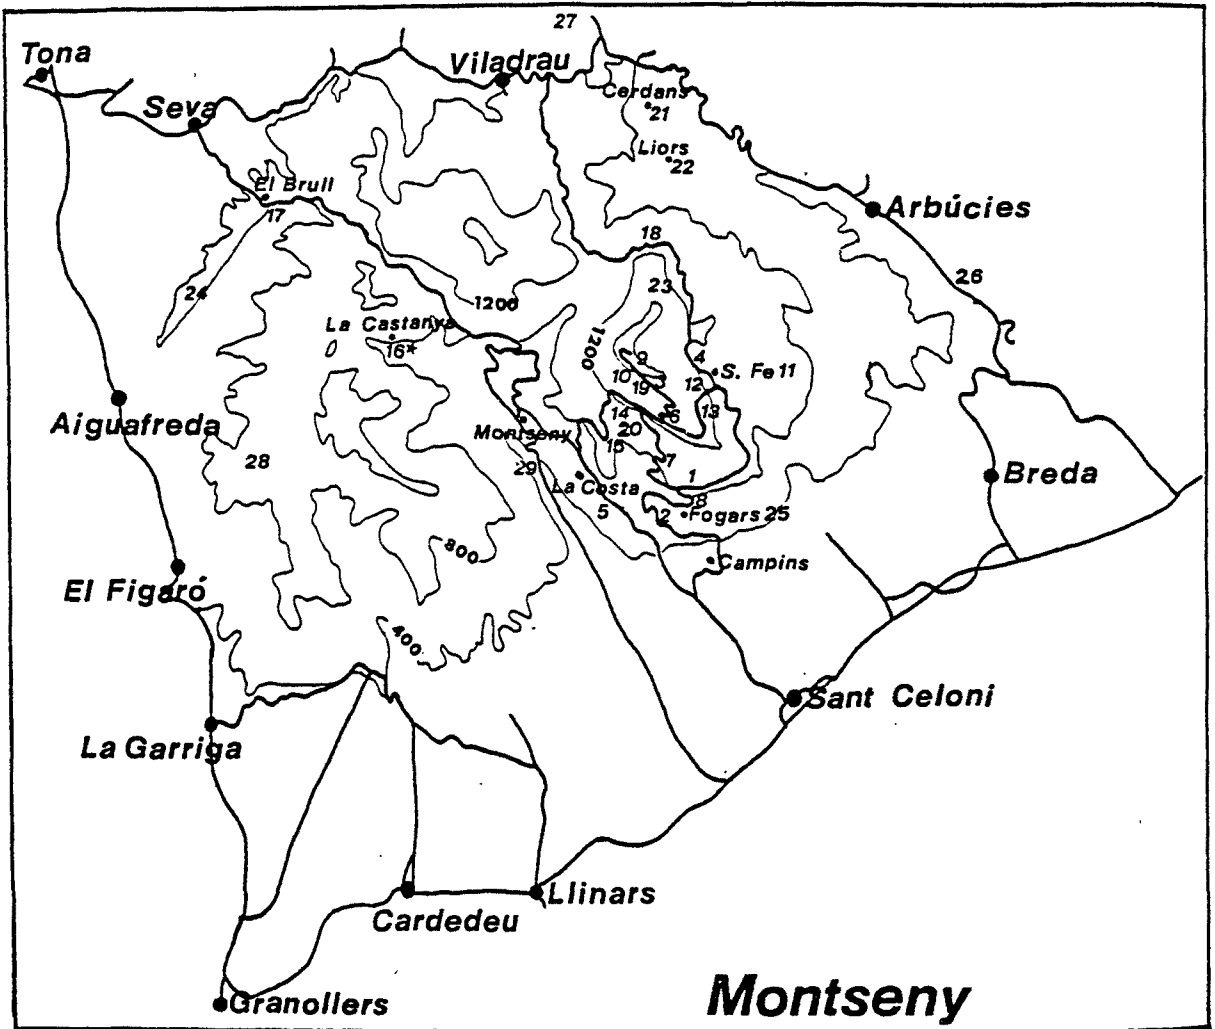 27
Tona
Viladrau
Cerdans
21
Seva
Liors
22
El Brull
17
Arbúcies
18
26
24
23
1200
La Castanya
16*
1200
9
4
S. Fe 11
10
19
12
14
6
13
20
Montseny
15
Aiguafreda
28
29
7
1
La Costa
Breda
8
5
2
Fogars 25
800
Campins
El Figaró
400
Sant Celoni
La Garriga
Llinars
Cardedeu
Granollers
Montseny